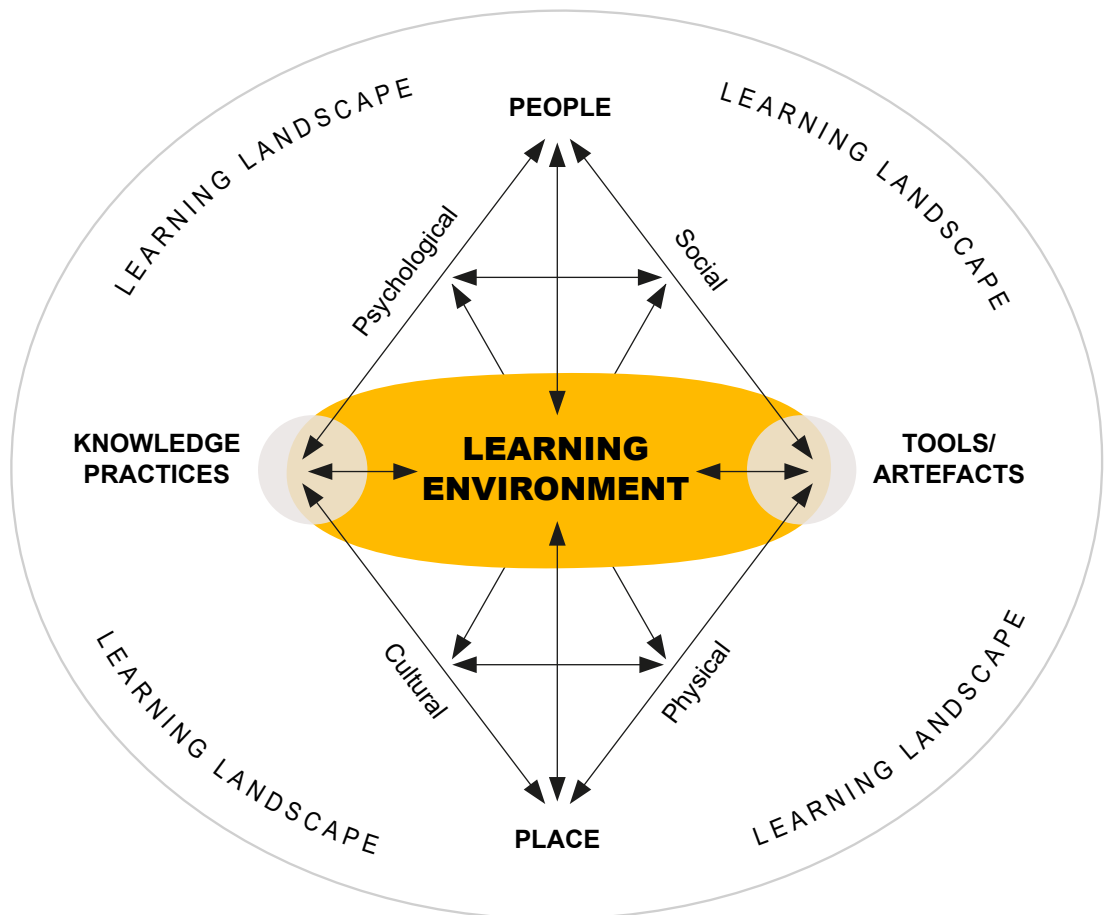 LEARNING LANDSCAPE
LEARNING LANDSCAPE
PEOPLE
Psychological
Social
KNOWLEDGE
PRACTICES
LEARNING
ENVIRONMENT
TOOLS/
ARTEFACTS
Cultural
Physical
LEARNING LANDSCAPE
LEARNING LANDSCAPE
PLACE